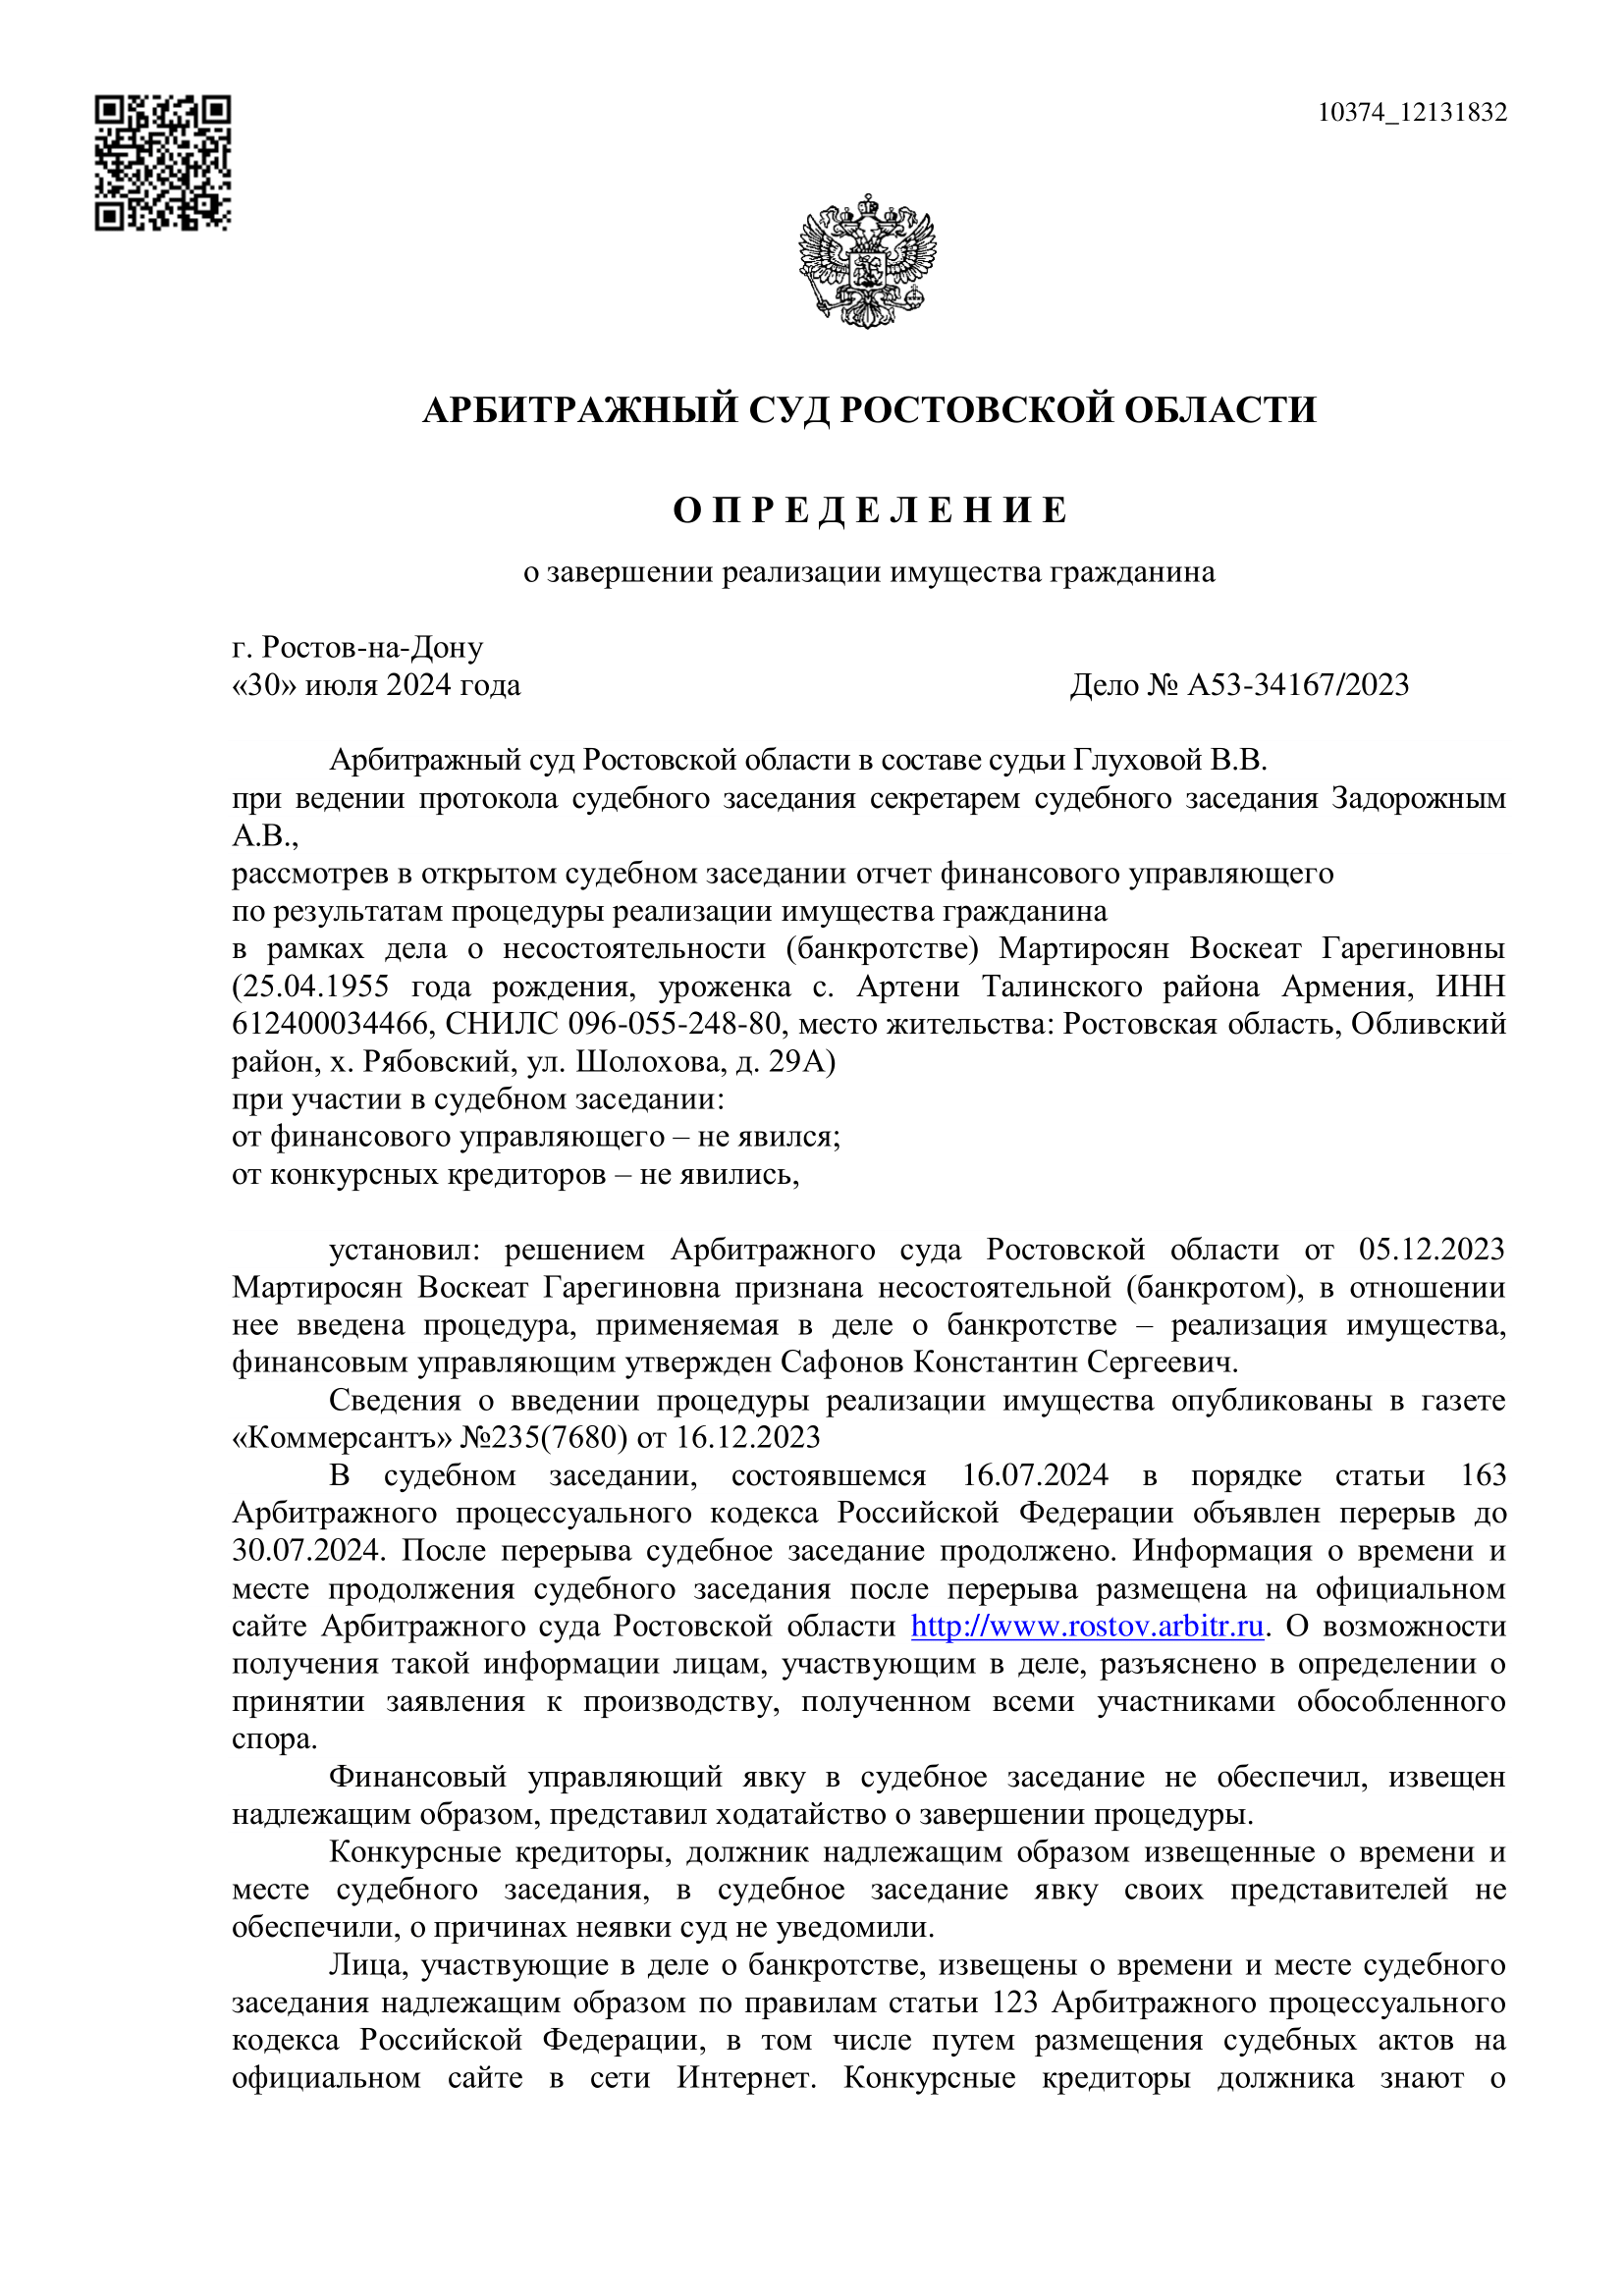 10374_12131832
АРБИТРАЖНЫЙ СУД РОСТОВСКОЙ ОБЛАСТИ
О П Р Е Д Е Л Е Н И Е
о завершении реализации имущества гражданина
г. Ростов-на-Дону
«30» июля 2024 года Дело № А53-34167/2023
Арбитражный суд Ростовской области в составе судьи Глуховой В.В.
при ведении протокола судебного заседания секретарем судебного заседания Задорожным
А.В.,
рассмотрев в открытом судебном заседании отчет финансового управляющего
по результатам процедуры реализации имущества гражданина
в рамках дела о несостоятельности (банкротстве) Мартиросян Воскеат Гарегиновны
(25.04.1955 года рождения, уроженка с. Артени Талинского района Армения, ИНН
612400034466, СНИЛС 096-055-248-80, место жительства: Ростовская область, Обливский
район, х. Рябовский, ул. Шолохова, д. 29А)
при участии в судебном заседании:
от финансового управляющего – не явился;
от конкурсных кредиторов – не явились,
установил: решением Арбитражного суда Ростовской области от 05.12.2023
Мартиросян Воскеат Гарегиновна признана несостоятельной (банкротом), в отношении
нее введена процедура, применяемая в деле о банкротстве – реализация имущества,
финансовым управляющим утвержден Сафонов Константин Сергеевич.
Сведения о введении процедуры реализации имущества опубликованы в газете
«Коммерсантъ» №235(7680) от 16.12.2023
В судебном заседании, состоявшемся 16.07.2024 в порядке статьи 163
Арбитражного процессуального кодекса Российской Федерации объявлен перерыв до
30.07.2024. После перерыва судебное заседание продолжено. Информация о времени и
месте продолжения судебного заседания после перерыва размещена на официальном
сайте Арбитражного суда Ростовской области http://www.rostov.arbitr.ru. О возможности
получения такой информации лицам, участвующим в деле, разъяснено в определении о
принятии заявления к производству, полученном всеми участниками обособленного
спора.
Финансовый управляющий явку в судебное заседание не обеспечил, извещен
надлежащим образом, представил ходатайство о завершении процедуры.
Конкурсные кредиторы, должник надлежащим образом извещенные о времени и
месте судебного заседания, в судебное заседание явку своих представителей не
обеспечили, о причинах неявки суд не уведомили.
Лица, участвующие в деле о банкротстве, извещены о времени и месте судебного
заседания надлежащим образом по правилам статьи 123 Арбитражного процессуального
кодекса Российской Федерации, в том числе путем размещения судебных актов на
официальном сайте в сети Интернет. Конкурсные кредиторы должника знают о